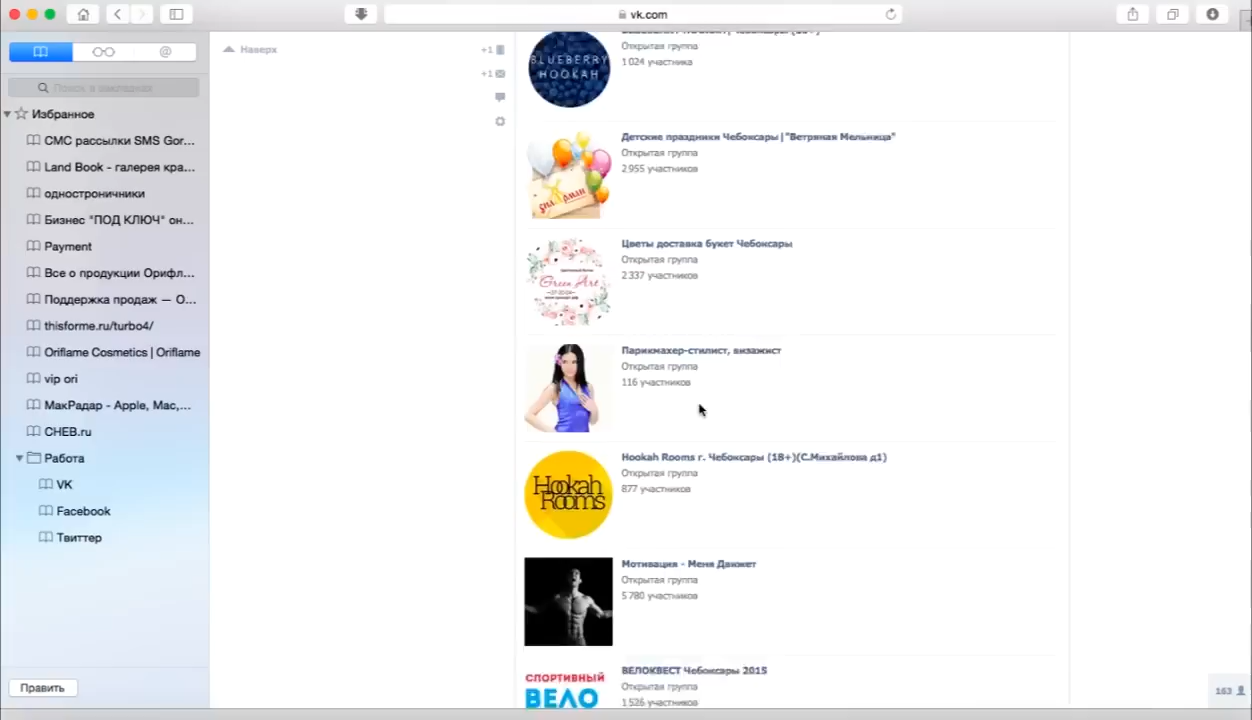 vk.com
Поиск в закладках
Избранное
СМС рассылки SMS Gor...
Land Book - галерея кра...
одностроничники
Бизнес "ПОД КЛЮЧ" он...
Payment
Все о продукции Орифл...
Поддержка продаж — О...
thisforme.ru/turbo4/
Oriflame Cosmetics | Oriflame
vip ori
МакРадар - Apple, Mac,...
CHEB.ru
Работа
VK
Facebook
Твиттер
Править
Наверх
+1
+1
BLUEBERRY
HOOKAH
Открытая группа
1 024 участника
Детские праздники Чебоксары | "Ветряная Мельница"
Открытая группа
2 955 участников
Green Art
Цветы доставка букет Чебоксары
Открытая группа
2 337 участников
Парикмахер-стилист, визажист
Открытая группа
116 участников
Hookah
Rooms
Hookah Rooms г. Чебоксары (18+)(С.Михайлова д1)
Открытая группа
877 участников
Мотивация - Меня Движет
Открытая группа
5 780 участников
СПОРТИВНЫЙ
ВЕЛО
ВЕЛОКВЕСТ Чебоксары 2015
Открытая группа
1 526 участников
163